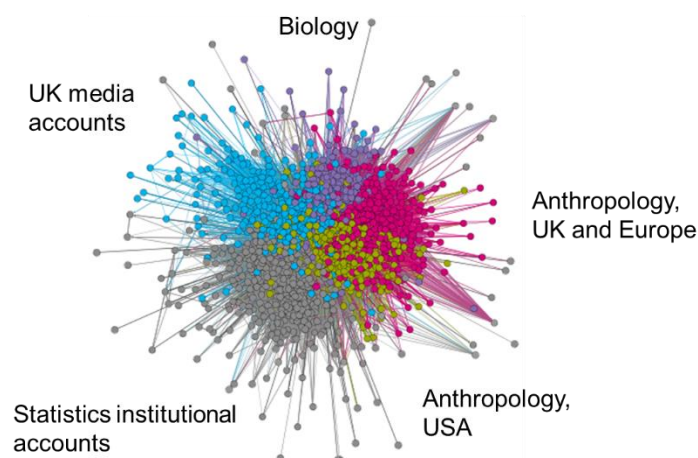 Biology
UK media
accounts
Anthropology,
UK and Europe
Anthropology,
USA
Statistics institutional
accounts